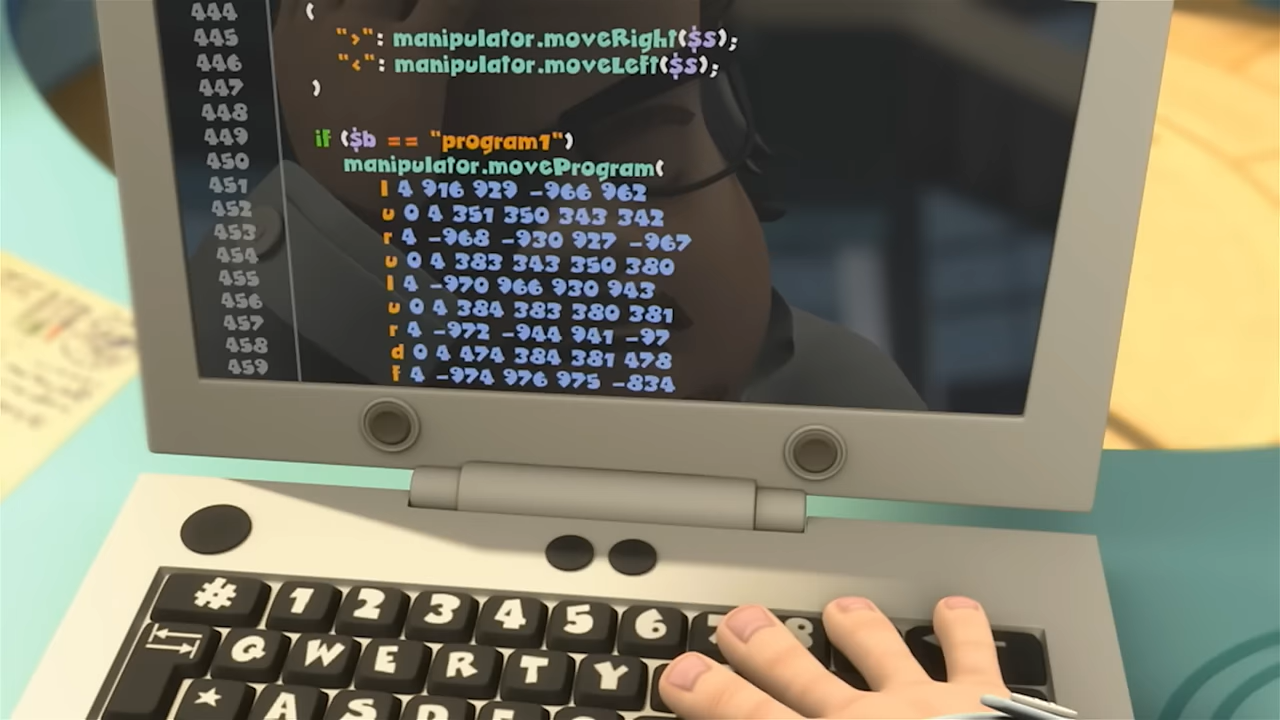 444 (
445 ">": manipulator.moveRight($s);
446 "<": manipulator.moveLeft($s);
447 )
448
449 if ($b == "program1")
450 manipulator.moveProgram(
451 l 4 916 929 -966 962
452 u 0 4 351 350 343 342
453 r 4 -968 -930 927 -967
454 u 0 4 383 343 350 380
455 l 4 -970 966 930 943
456 u 0 4 384 383 380 381
457 r 4 -972 -944 941 -97
458 d 0 4 474 384 381 478
459 f 4 -974 976 975 -834
# 1 2 3 4 5 6 7 8
Q W E R T Y
* A S D F